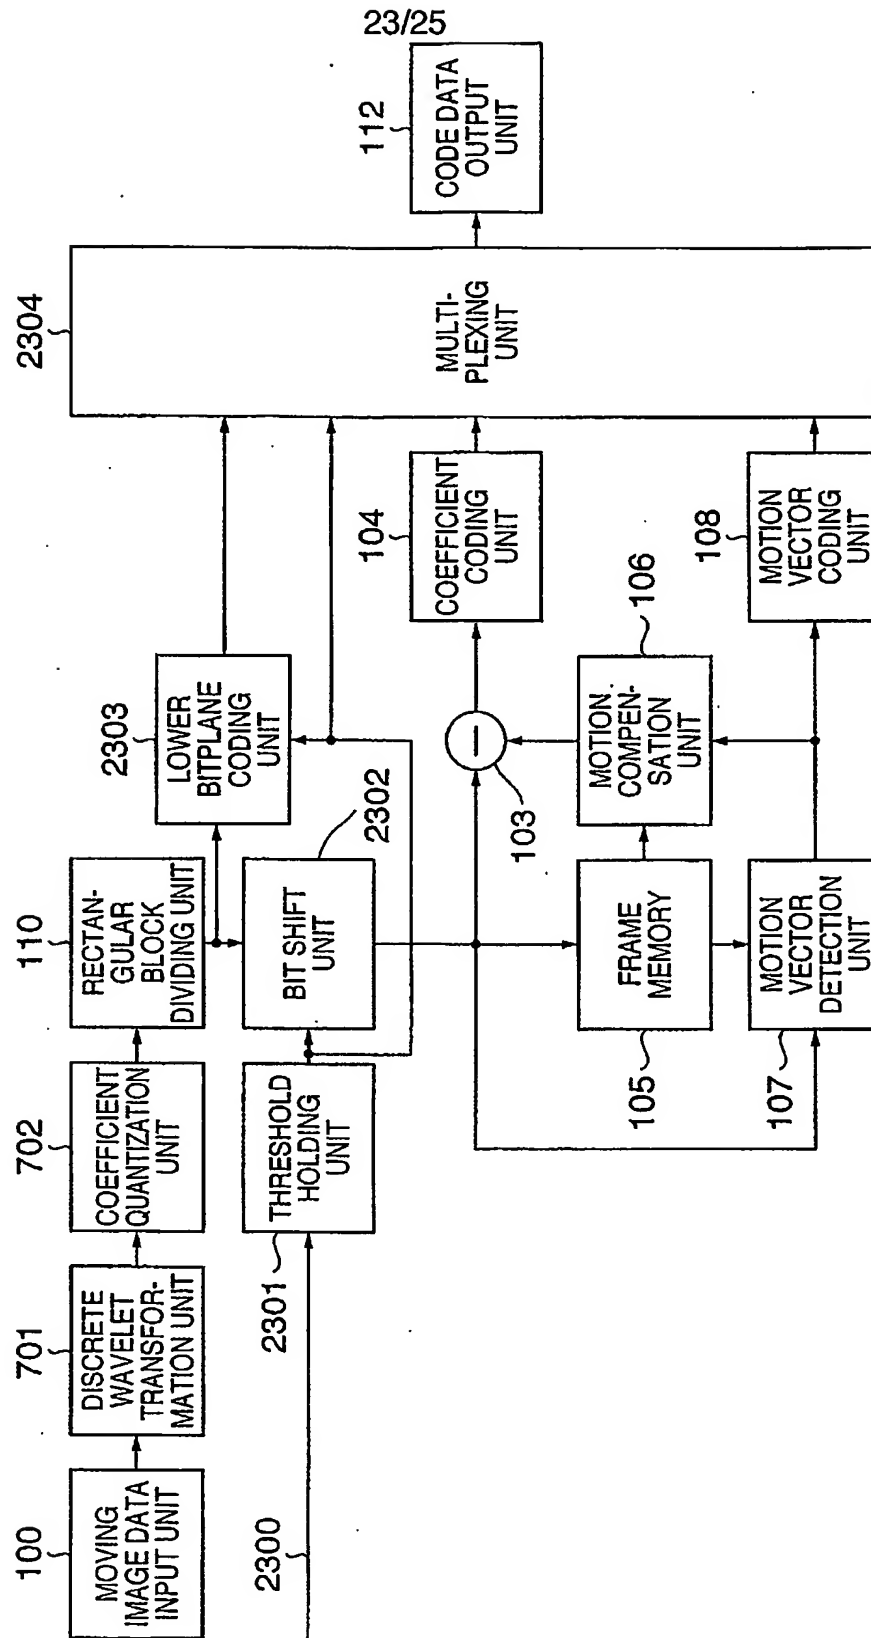 23/25
100
MOVING
IMAGE DATA
INPUT UNIT
701
DISCRETE
WAVELET
TRANSFOR-
MATION UNIT
702
COEFFICIENT
QUANTIZATION
UNIT
110
RECTAN-
GULAR
BLOCK
DIVIDING UNIT
2300
2301
THRESHOLD
HOLDING
UNIT
BIT SHIFT
UNIT
2302
2303
LOWER
BITPLANE
CODING
UNIT
103
104
COEFFICIENT
CODING
UNIT
105
FRAME
MEMORY
106
MOTION
COMPEN-
SATION
UNIT
107
MOTION
VECTOR
DETECTION
UNIT
108
MOTION
VECTOR
CODING
UNIT
2304
MULTI-
PLEXING
UNIT
112
CODE DATA
OUTPUT
UNIT